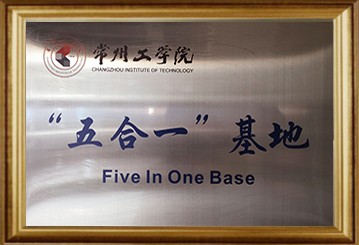 常州工学院
CHANGZHOU INSTITUTE OF TECHNOLOGY
“五合一”基地
Five In One Base